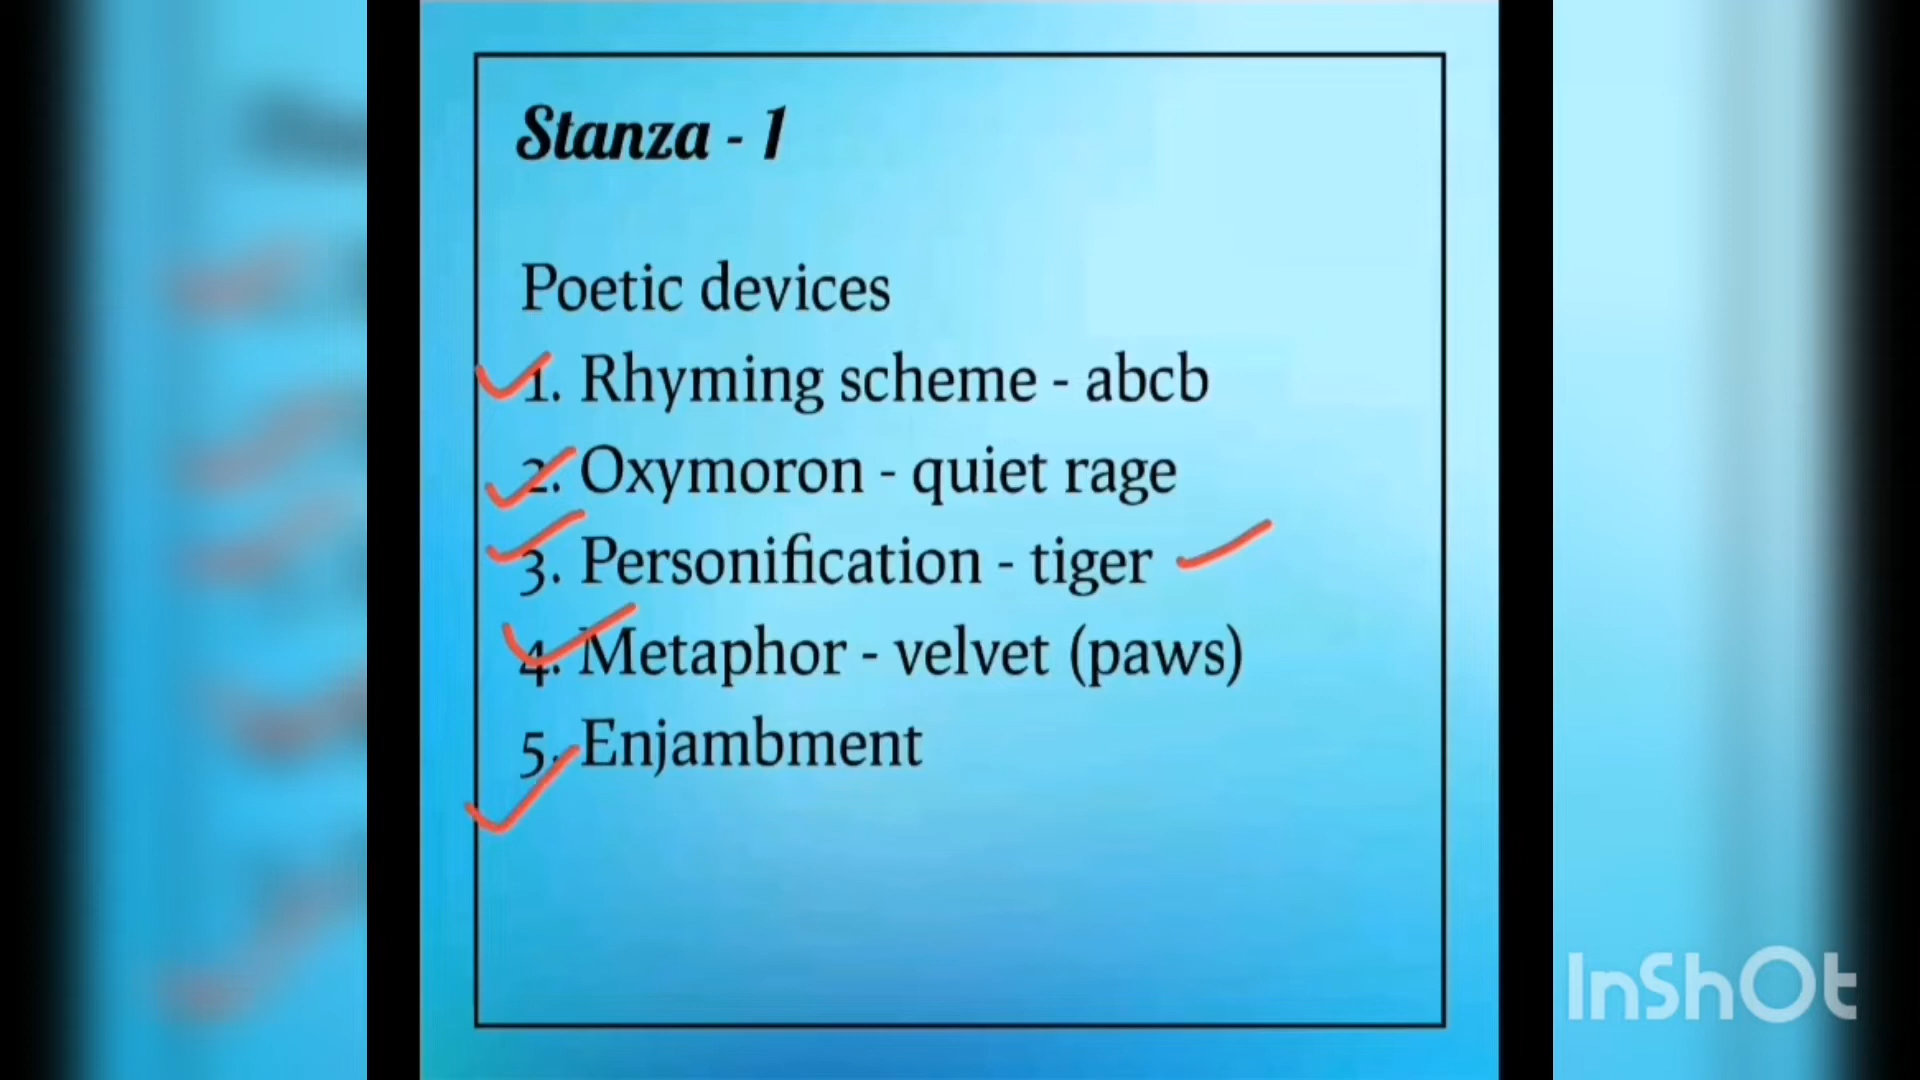 Stanza - 1
Poetic devices
1. Rhyming scheme - abcb
2. Oxymoron - quiet rage
3. Personification - tiger
4. Metaphor - velvet (paws)
5. Enjambment
InShOt